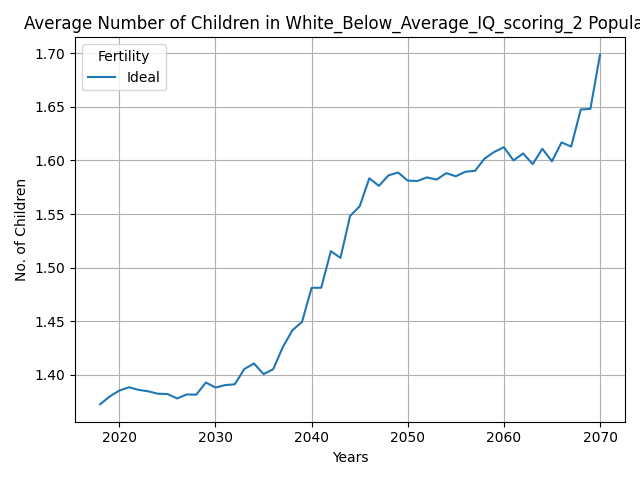 Average Number of Children in White_Below_Average_IQ_scoring_2 Popula
Fertility
Ideal
1.70
1.65
1.60
1.55
1.50
1.45
1.40
No. of Children
2020 2030 2040 2050 2060 2070
Years